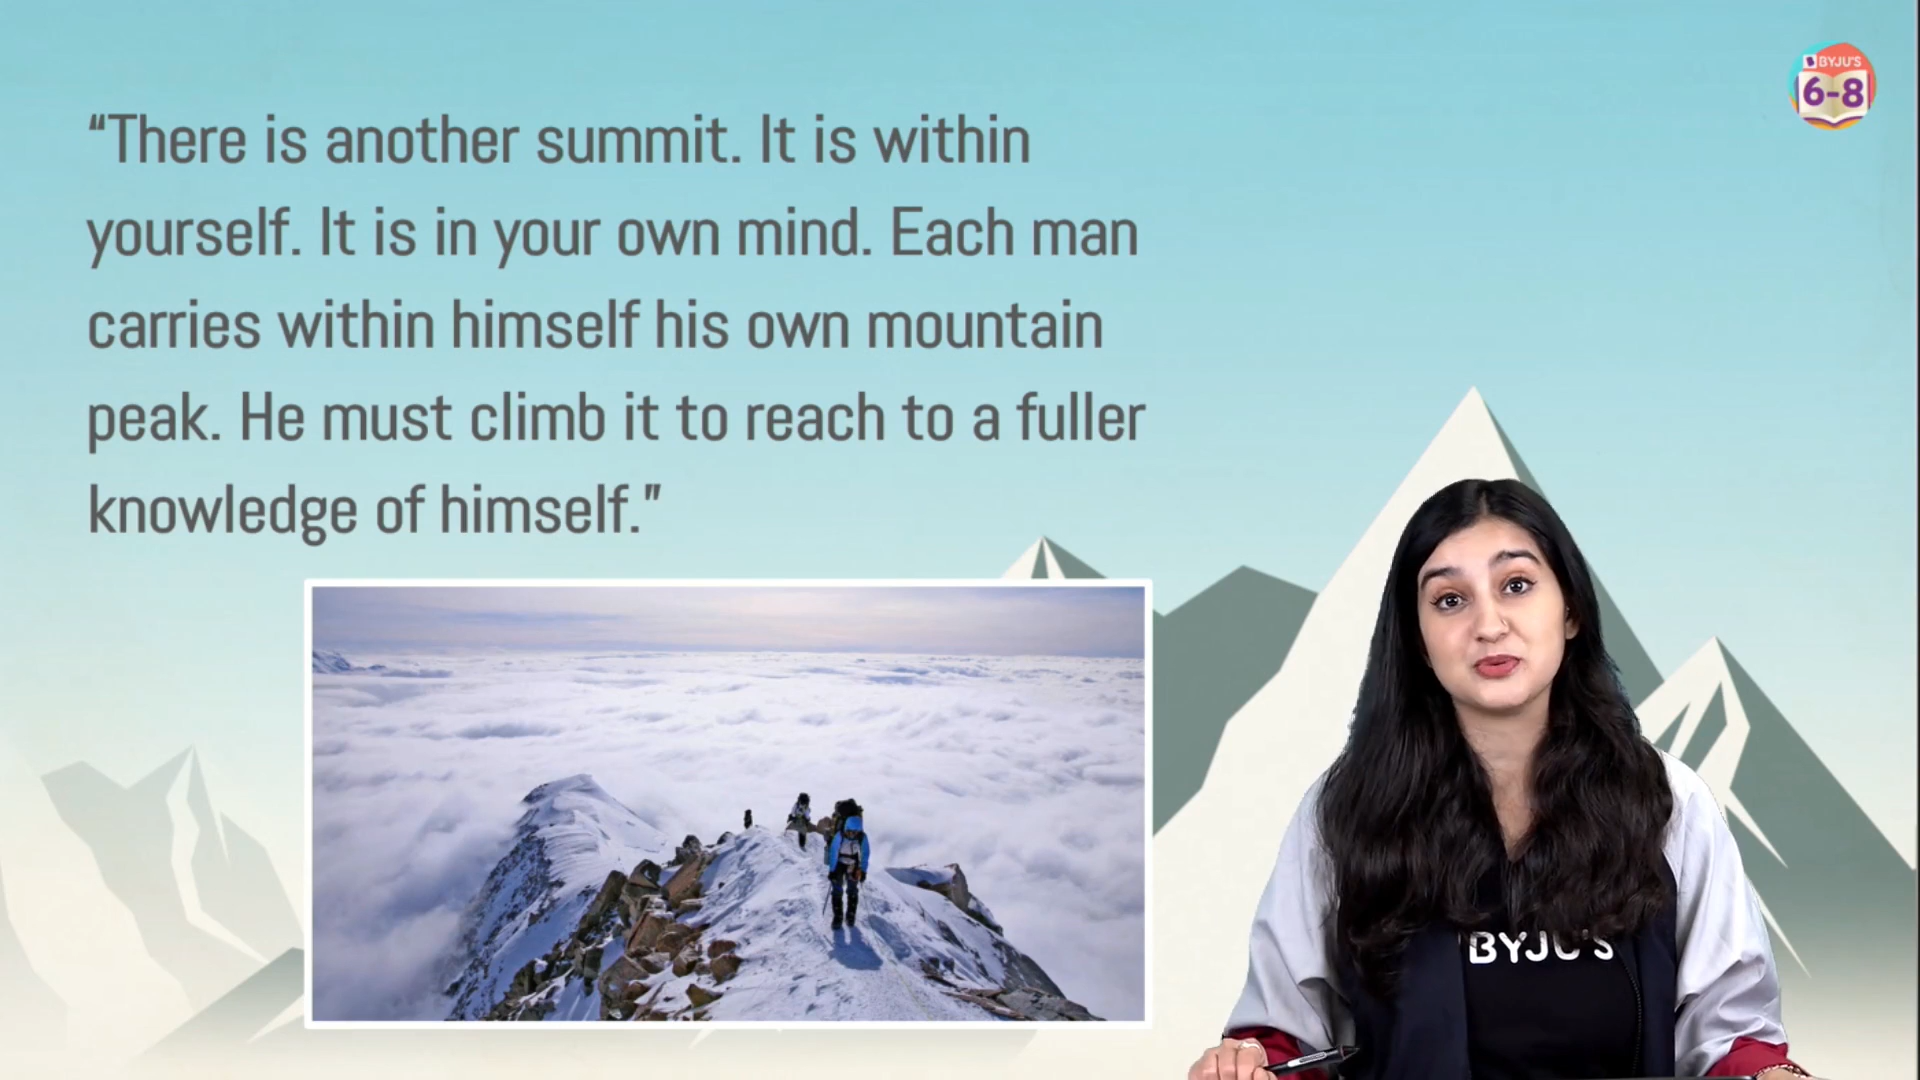 “There is another summit. It is within
yourself. It is in your own mind. Each man
carries within himself his own mountain
peak. He must climb it to reach to a fuller
knowledge of himself.”
BYJU'S
6-8
BYJU'S